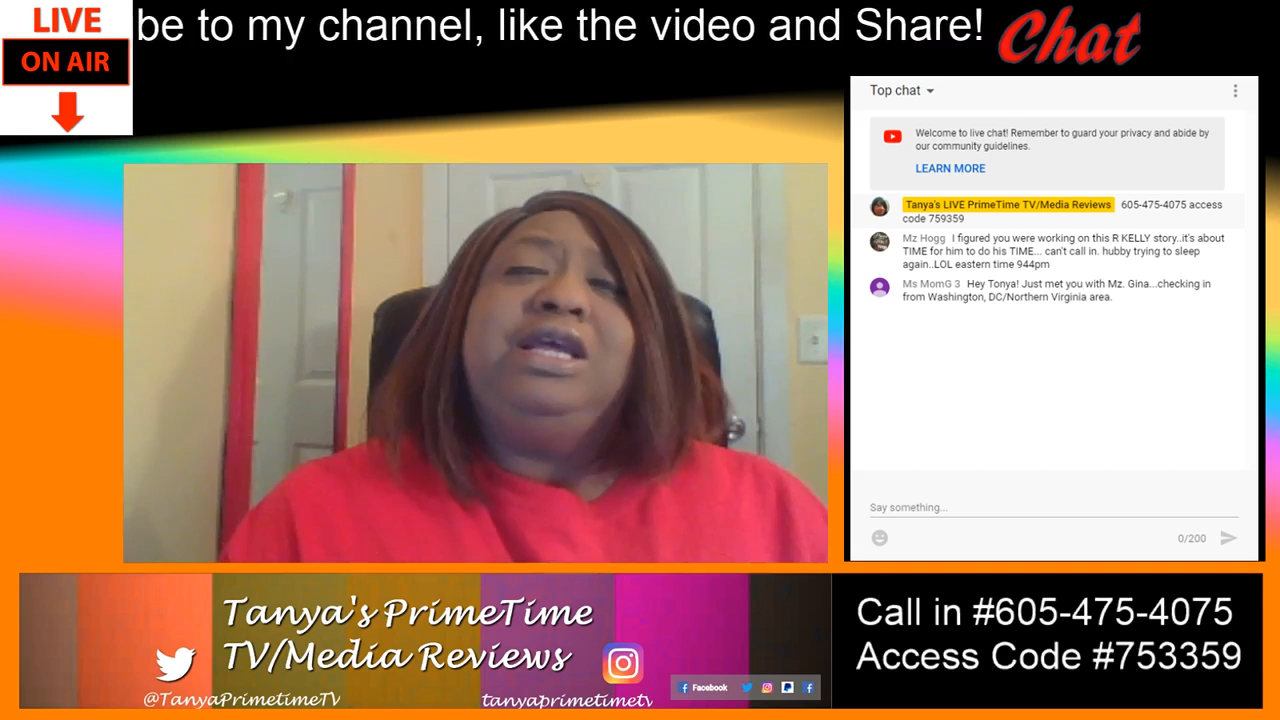 LIVE
ON AIR
be to my channel, like the video and Share!
Chat
Top chat
Welcome to live chat! Remember to guard your privacy and abide by
our community guidelines.
LEARN MORE
Tanya's LIVE PrimeTime TV/Media Reviews 605-475-4075 access
code 759359
Mz Hogg I figured you were working on this R KELLY story..it's about
TIME for him to do his TIME... can't call in. hubby trying to sleep
again..LOL eastern time 944pm
Ms MomG 3 Hey Tonya! Just met you with Mz. Gina...checking in
from Washington, DC/Northern Virginia area.
Say something...
0/200
Tanya's PrimeTime
TV/Media Reviews
@TanyaPrimetimeTV
tanyaprimetimetv
Facebook
Call in #605-475-4075
Access Code #753359